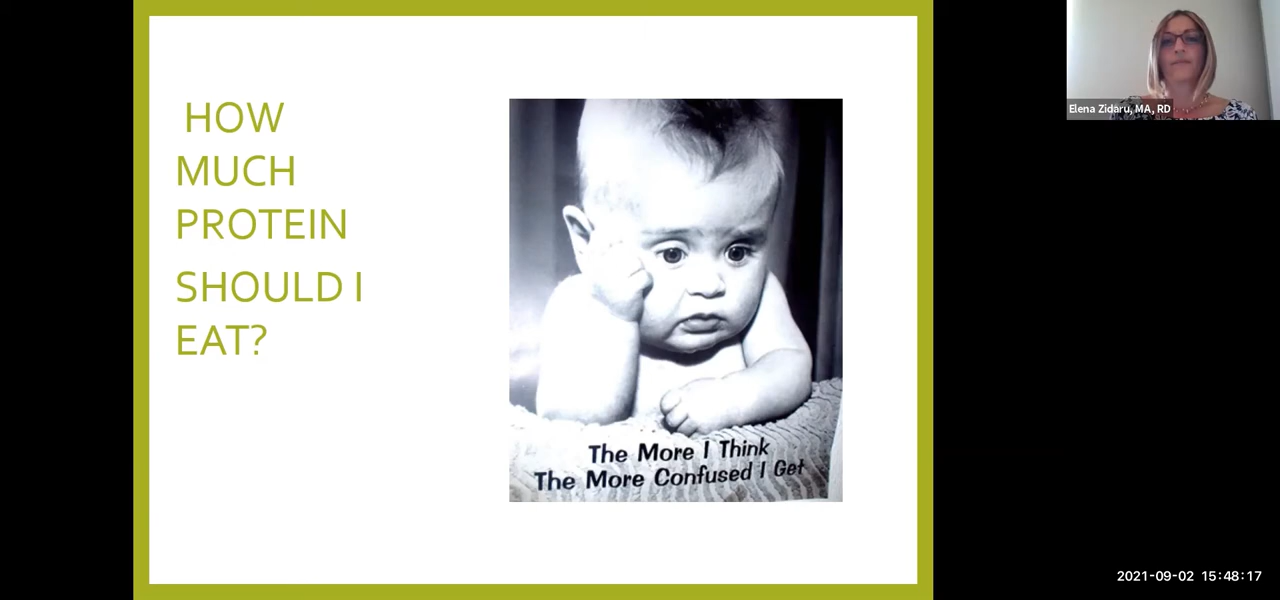 HOW
MUCH
PROTEIN
SHOULD I
EAT?
The More I Think
The More Confused I Get
Elena Zidaru, MA, RD
2021-09-02 15:48:17